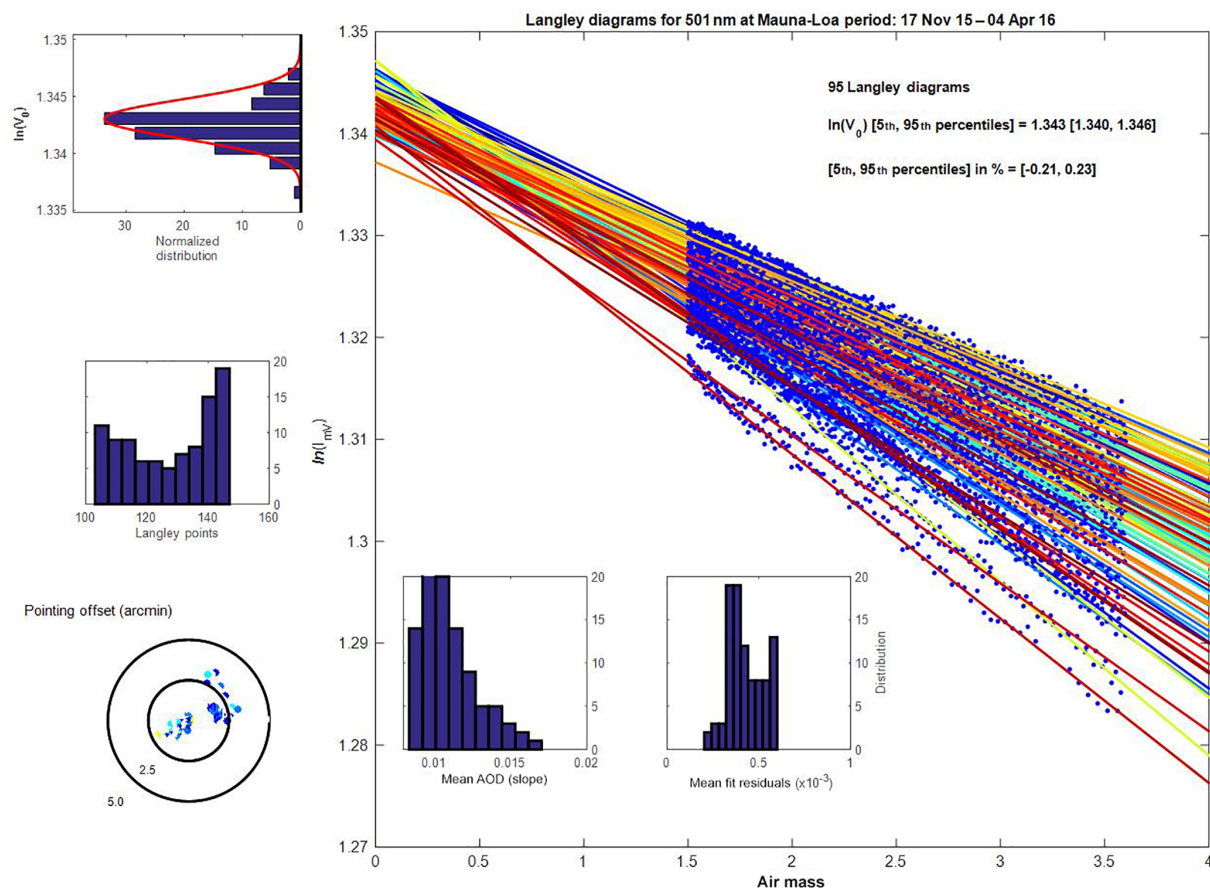 Langley diagrams for 501 nm at Mauna-Loa period: 17 Nov 15 – 04 Apr 16
95 Langley diagrams
ln(V0) [5th, 95th percentiles] = 1.343 [1.340, 1.346]
[5th, 95th percentiles] in % = [-0.21, 0.23]
1.35
1.34
1.33
1.32
1.31
1.3
1.29
1.28
1.27
ln(ImV)
0 0.5 1 1.5 2 2.5 3 3.5 4
Air mass
1.35
1.345
1.34
1.335
ln(V0)
30 20 10 0
Normalized
distribution
20
15
10
5
0
100 120 140 160
Langley points
Pointing offset (arcmin)
2.5
5.0
20
15
10
5
0
0.01 0.015 0.02
Mean AOD (slope)
20
15
10
5
0
Distribution
0 0.5 1
Mean fit residuals (x10-3)